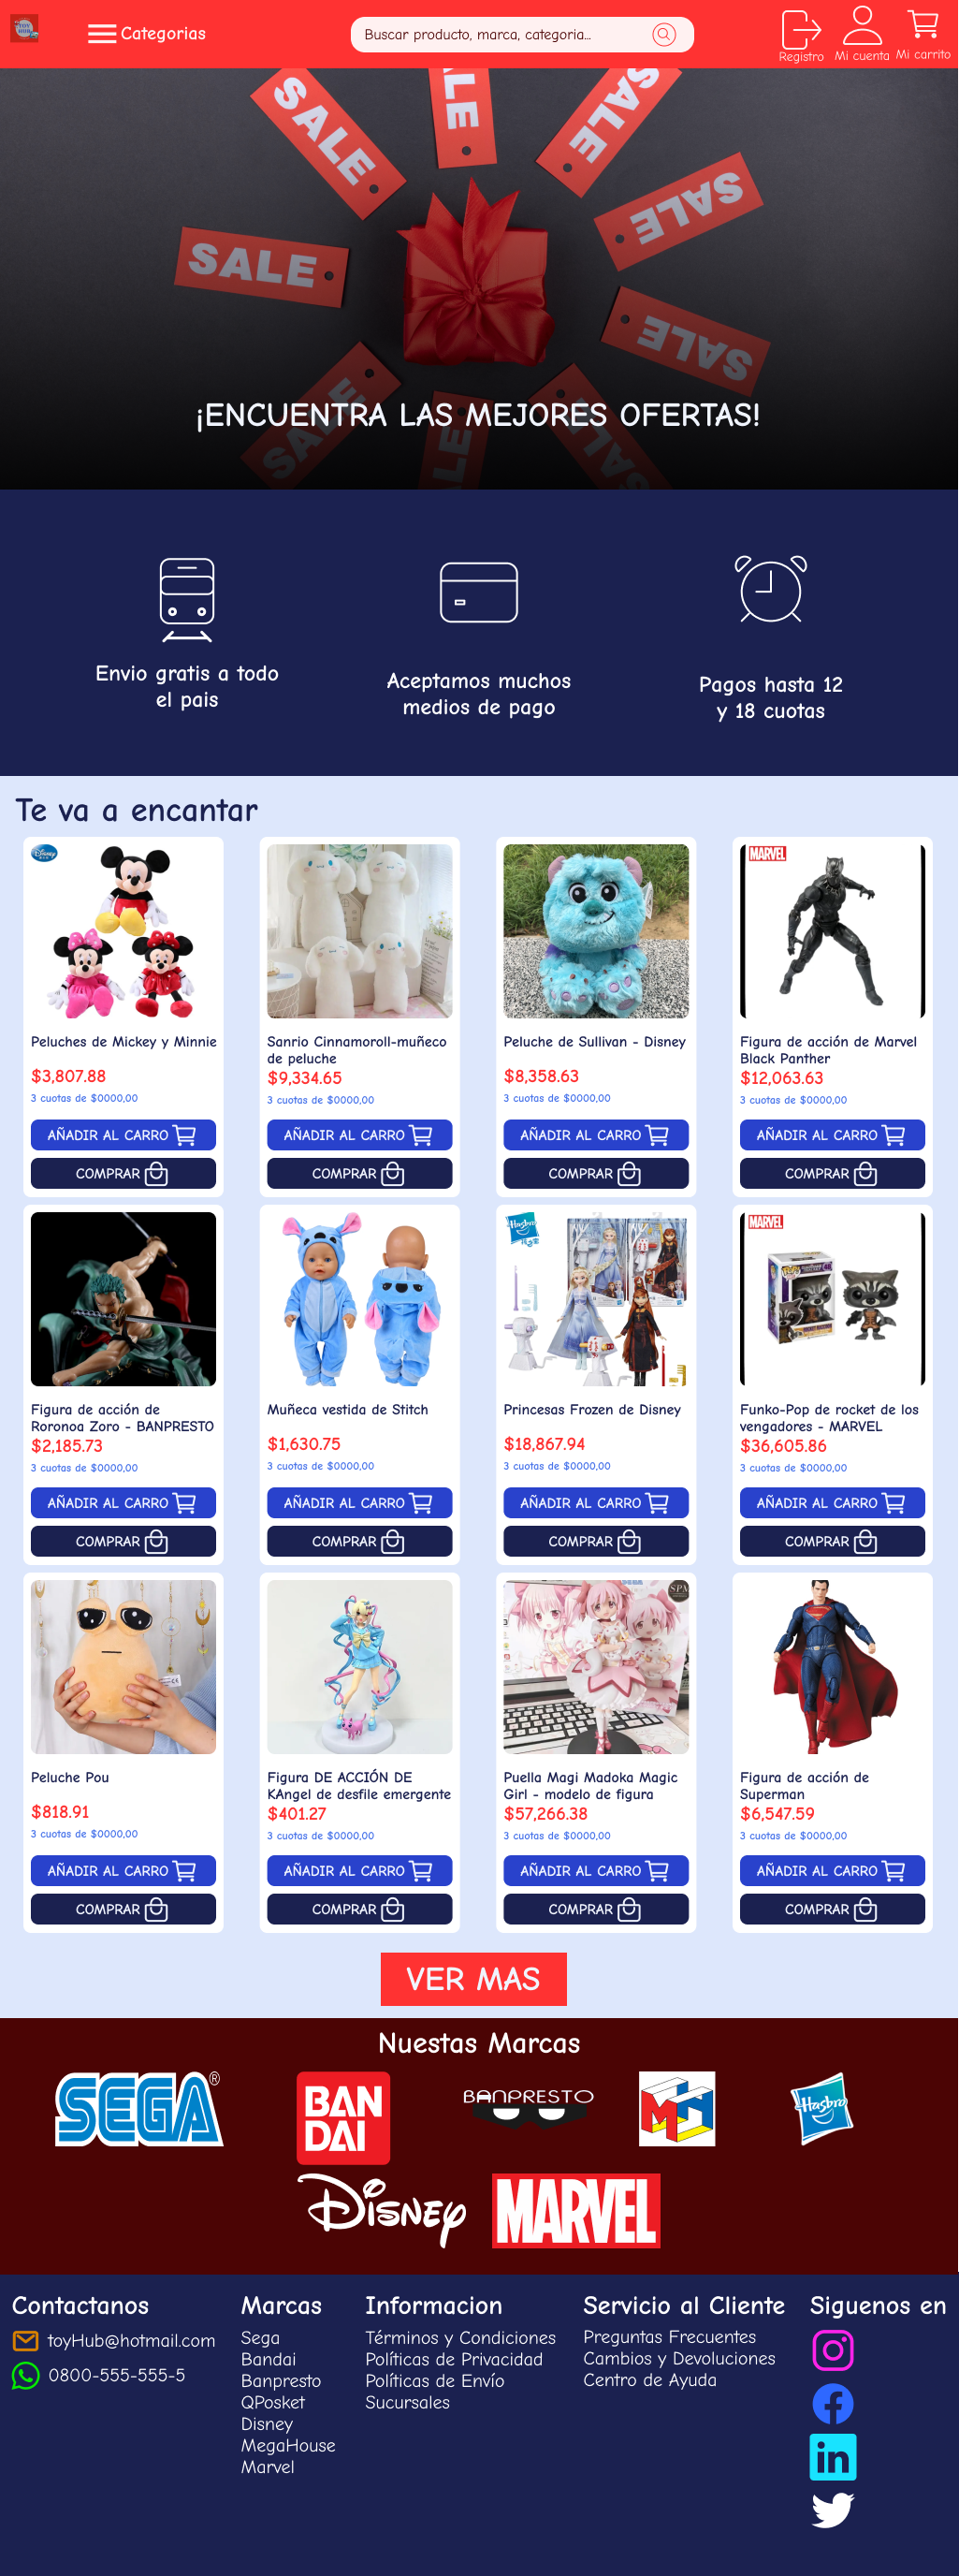 Categorias
Buscar producto, marca, categoria...
Registro
Mi cuenta
Mi carrito
SALE
SALE
SALE
SALE
SALE
SALE
SALE
SALE
SALE
¡ENCUENTRA LAS MEJORES OFERTAS!
Envio gratis a todo
el pais
Aceptamos muchos
medios de pago
Pagos hasta 12
y 18 cuotas
Te va a encantar
Disney
MARVEL
Peluches de Mickey y Minnie
$3,807.88
3 cuotas de $0000,00
AÑADIR AL CARRO
COMPRAR
Sanrio Cinnamoroll-muñeco
de peluche
$9,334.65
3 cuotas de $0000,00
AÑADIR AL CARRO
COMPRAR
Peluche de Sullivan - Disney
$8,358.63
3 cuotas de $0000,00
AÑADIR AL CARRO
COMPRAR
Figura de acción de Marvel
Black Panther
$12,063.63
3 cuotas de $0000,00
AÑADIR AL CARRO
COMPRAR
Hasbro
MARVEL
Figura de acción de
Roronoa Zoro - BANPRESTO
$2,185.73
3 cuotas de $0000,00
AÑADIR AL CARRO
COMPRAR
Muñeca vestida de Stitch
$1,630.75
3 cuotas de $0000,00
AÑADIR AL CARRO
COMPRAR
Princesas Frozen de Disney
$18,867.94
3 cuotas de $0000,00
AÑADIR AL CARRO
COMPRAR
Funko-Pop de rocket de los
vengadores - MARVEL
$36,605.86
3 cuotas de $0000,00
AÑADIR AL CARRO
COMPRAR
SPM
Peluche Pou
$818.91
3 cuotas de $0000,00
AÑADIR AL CARRO
COMPRAR
Figura DE ACCIÓN DE
KAngel de desfile emergente
$401.27
3 cuotas de $0000,00
AÑADIR AL CARRO
COMPRAR
Puella Magi Madoka Magic
Girl - modelo de figura
$57,266.38
3 cuotas de $0000,00
AÑADIR AL CARRO
COMPRAR
Figura de acción de
Superman
$6,547.59
3 cuotas de $0000,00
AÑADIR AL CARRO
COMPRAR
VER MAS
Nuestas Marcas
SEGA®
BAN
DAI
BANPRESTO
Hasbro
Disney
MARVEL
Contactanos
toyHub@hotmail.com
0800-555-555-5
Marcas
Sega
Bandai
Banpresto
QPosket
Disney
MegaHouse
Marvel
Informacion
Términos y Condiciones
Políticas de Privacidad
Políticas de Envío
Sucursales
Servicio al Cliente
Preguntas Frecuentes
Cambios y Devoluciones
Centro de Ayuda
Siguenos en
in